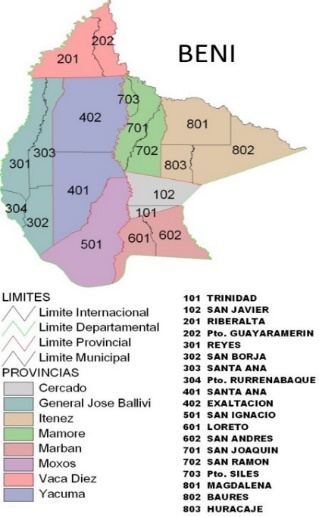 BENI
202
201
703
402
801
701
303
702
802
301
803
401
102
304
101
302
601
602
501
LIMITES
Limite Internacional
Limite Departamental
Limite Provincial
Limite Municipal
PROVINCIAS
Cercado
General Jose Ballivi
Itenez
Mamore
Marban
Moxos
Vaca Diez
Yacuma
101 TRINIDAD
102 SAN JAVIER
201 RIBERALTA
202 Pto. GUAYARAMERIN
301 REYES
302 SAN BORJA
303 SANTA ANA
304 Pto. RURRENABAQUE
401 SANTA ANA
402 EXALTACION
501 SAN IGNACIO
601 LORETO
602 SAN ANDRES
701 SAN JOAQUIN
702 SAN RAMON
703 Pto. SILES
801 MAGDALENA
802 BAURES
803 HURACAJE